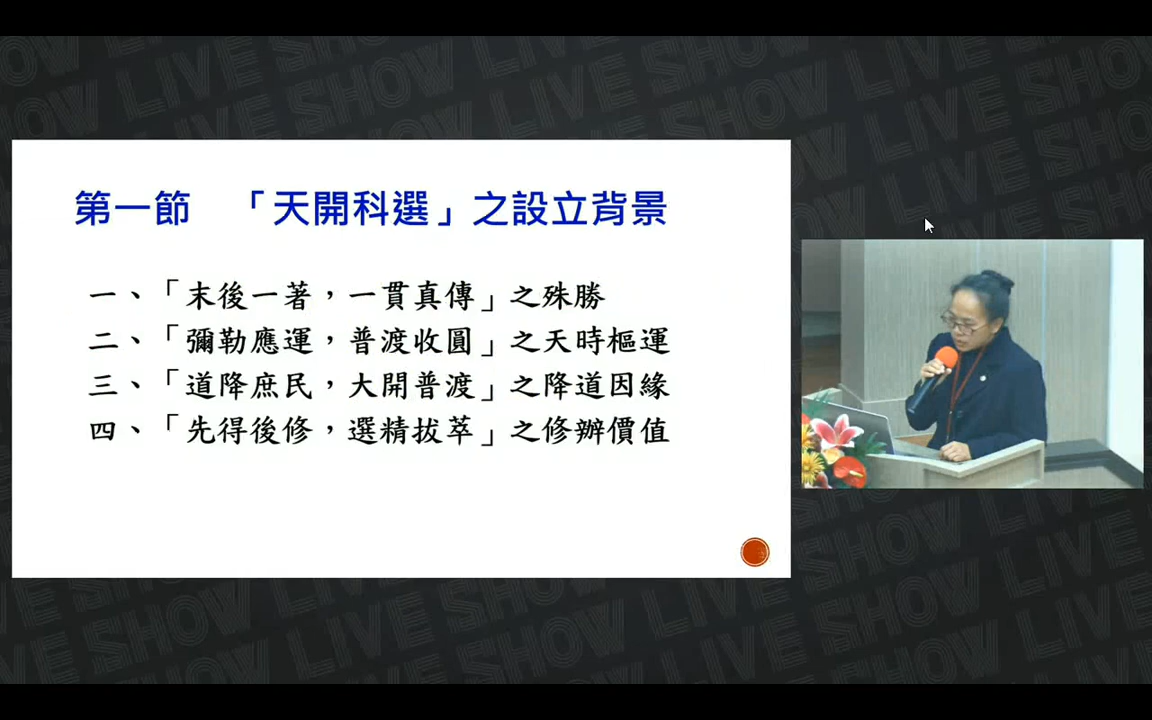 第一節 「天開科選」之設立背景
一、「末後一著，一貫真傳」之殊勝
二、「彌勒應運，普渡收圓」之天時樞運
三、「道降庶民，大開普渡」之降道因緣
四、「先得後修，選精拔萃」之修辦價值
LIVE SHOW